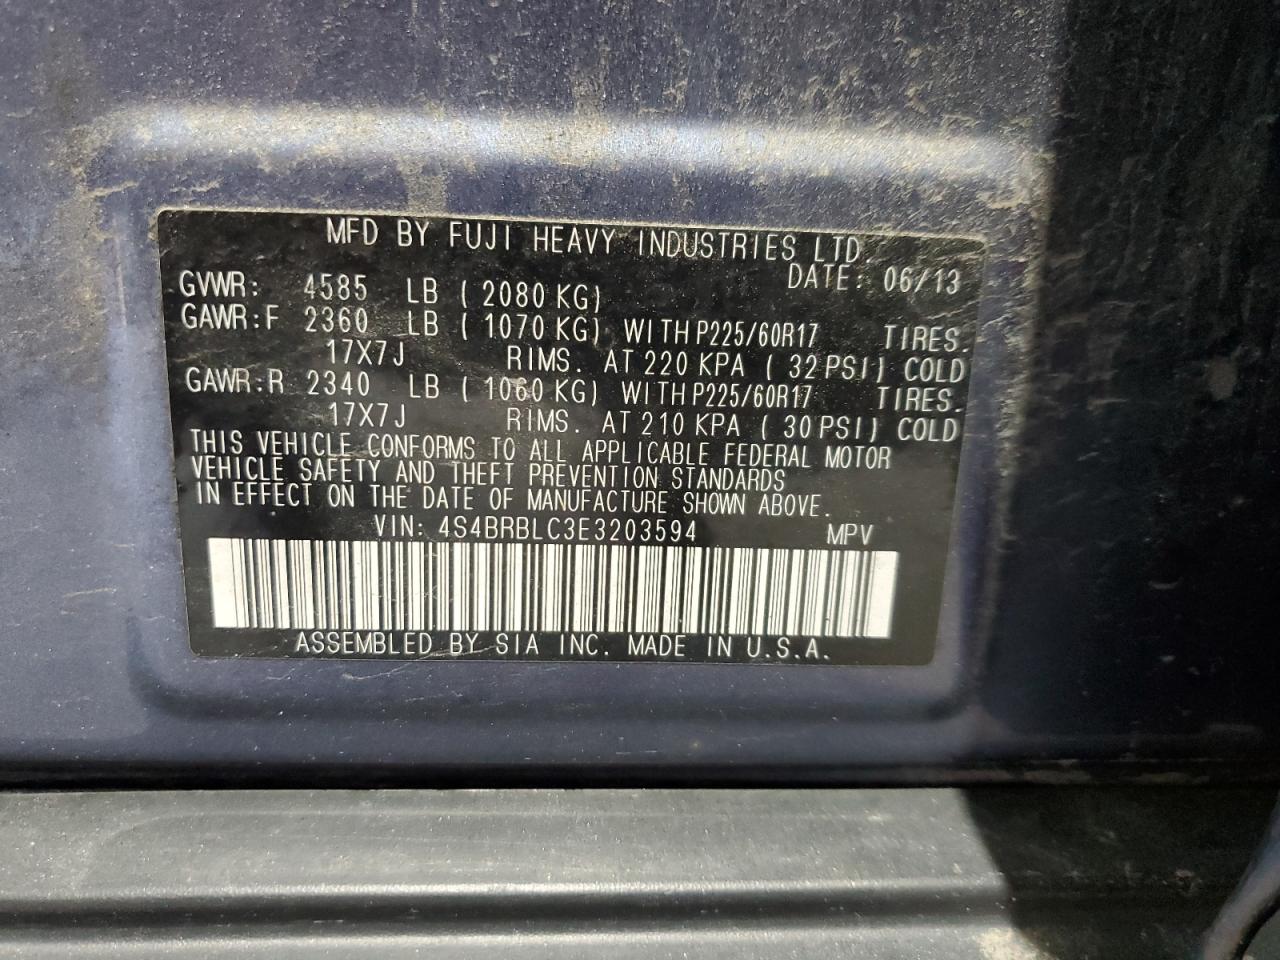 MFD BY FUJI HEAVY INDUSTRIES LTD.
DATE: 06/13
GVWR: 4585 LB ( 2080 KG)
GAWR:F 2360 LB ( 1070 KG) WITH P225/60R17 TIRES.
17X7J RIMS. AT 220 KPA ( 32 PSI) COLD
GAWR:R 2340 LB ( 1060 KG) WITH P225/60R17 TIRES.
17X7J RIMS. AT 210 KPA ( 30 PSI) COLD
THIS VEHICLE CONFORMS TO ALL APPLICABLE FEDERAL MOTOR
VEHICLE SAFETY AND THEFT PREVENTION STANDARDS
IN EFFECT ON THE DATE OF MANUFACTURE SHOWN ABOVE.
VIN: 4S4BRBLC3E3203594 MPV
ASSEMBLED BY SIA INC. MADE IN U.S.A.